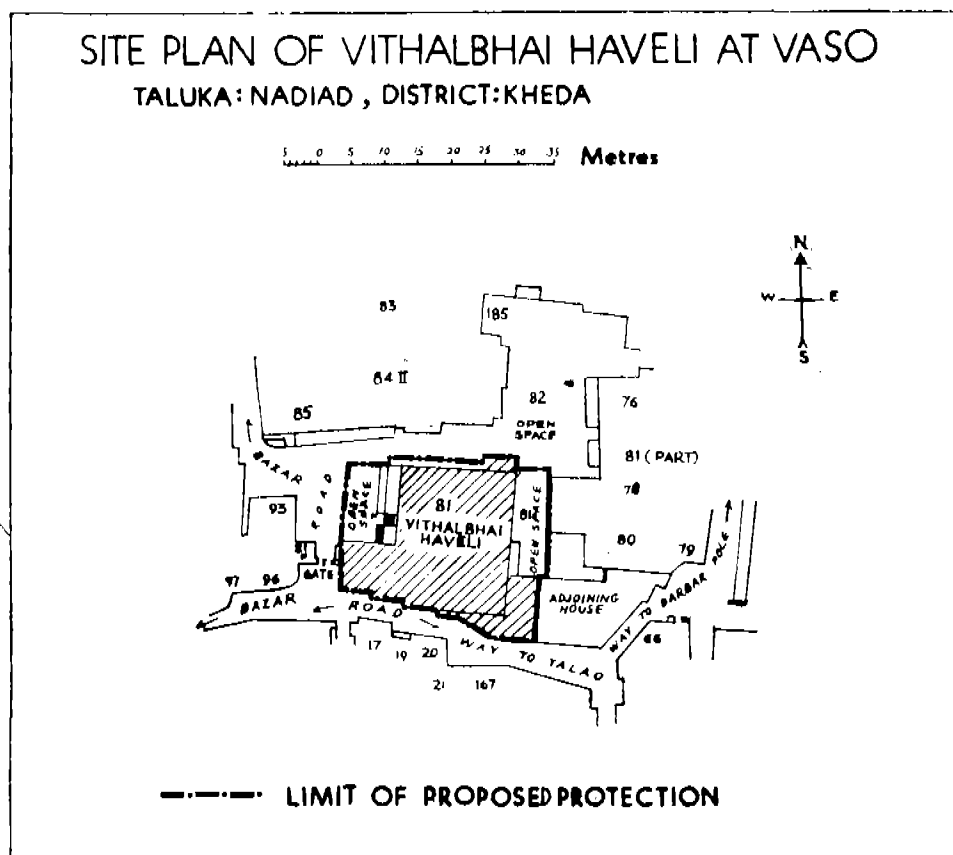 SITE PLAN OF VITHALBHAI HAVELI AT VASO
TALUKA: NADIAD , DISTRICT: KHEDA
5 0 5 10 15 20 25 30 35 Metres
N
W E
S
83
185
84 II
85
82
OPEN
SPACE
76
81 (PART)
BAZAR
ROAD
OPEN
SPACE
81
VITHALBHAI
HAVELI
81
OPEN SPACE
93
80
79
GATE
97 96
BAZAR
ROAD
ADJOINING
HOUSE
WAY TO BARBAR POLE
WAY TO TALAO
66
17
19
20
21
167
LIMIT OF PROPOSED PROTECTION